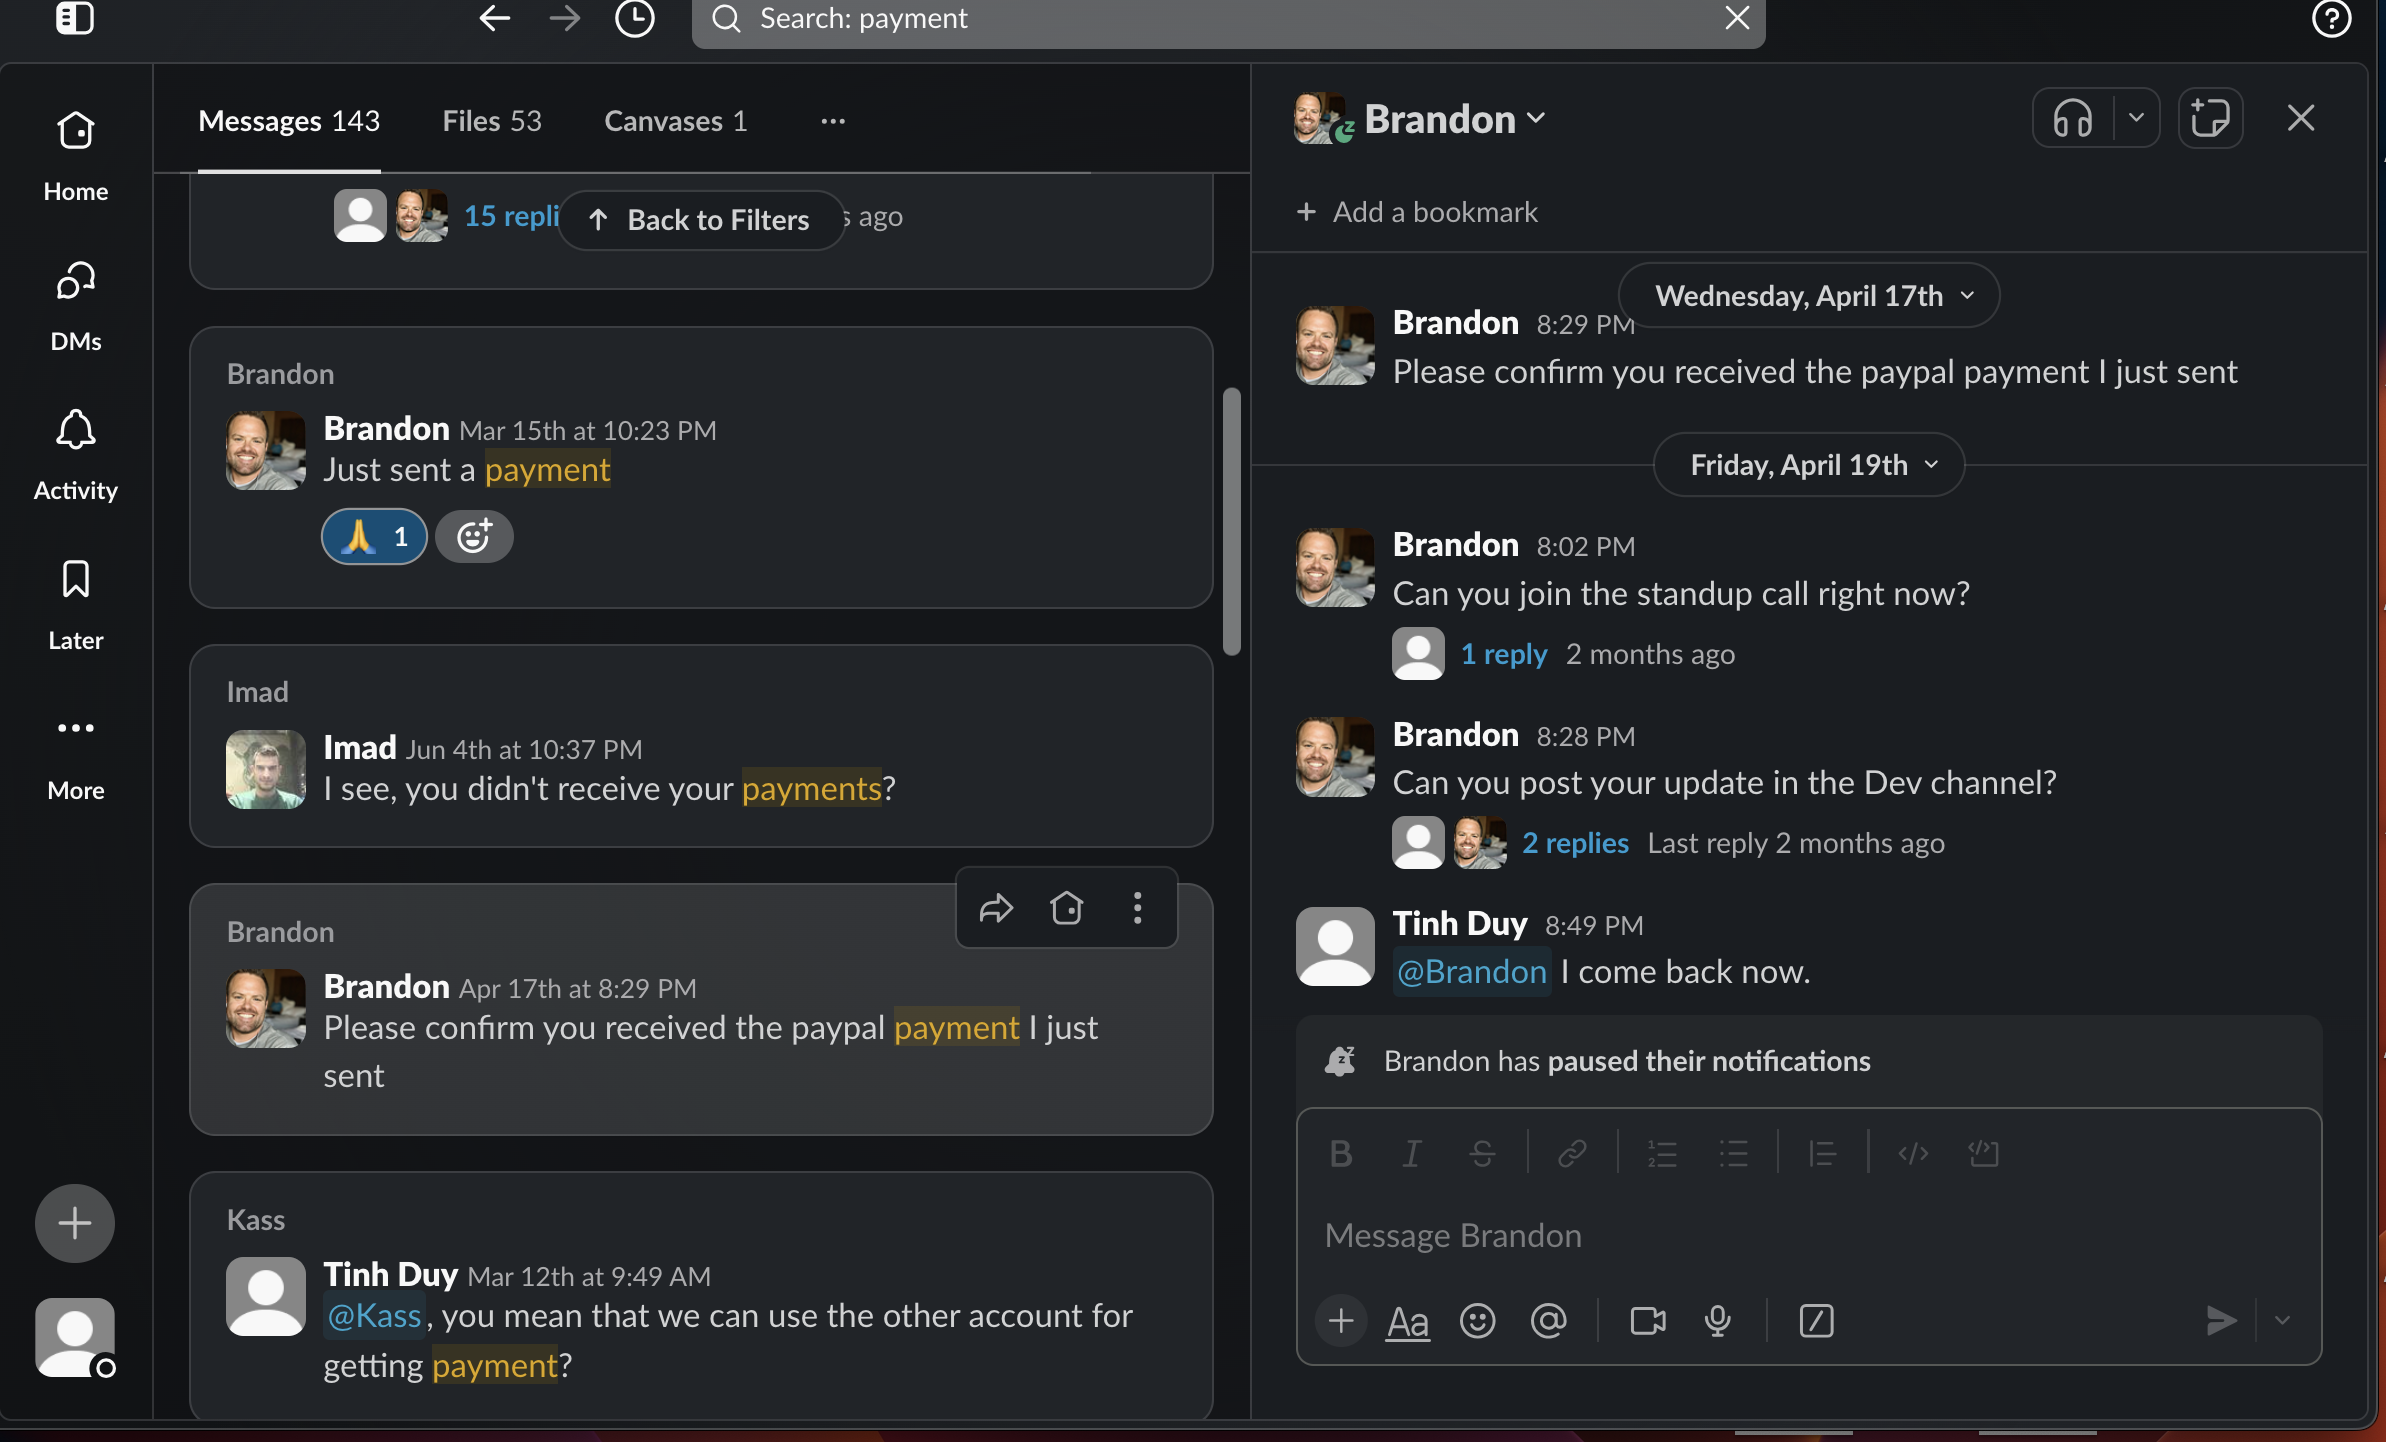 Search: payment
Home
DMs
Activity
Later
More
Messages 143
Files 53
Canvases 1
15 repli
Back to Filters
s ago
Brandon
Brandon Mar 15th at 10:23 PM
Just sent a payment
1
Imad
Imad Jun 4th at 10:37 PM
I see, you didn't receive your payments?
Brandon
Brandon Apr 17th at 8:29 PM
Please confirm you received the paypal payment I just
sent
Kass
Tinh Duy Mar 12th at 9:49 AM
@Kass, you mean that we can use the other account for
getting payment?
Brandon
+ Add a bookmark
Wednesday, April 17th
Brandon 8:29 PM
Please confirm you received the paypal payment I just sent
Friday, April 19th
Brandon 8:02 PM
Can you join the standup call right now?
1 reply 2 months ago
Brandon 8:28 PM
Can you post your update in the Dev channel?
2 replies Last reply 2 months ago
Tinh Duy 8:49 PM
@Brandon I come back now.
Brandon has paused their notifications
Message Brandon
Aa